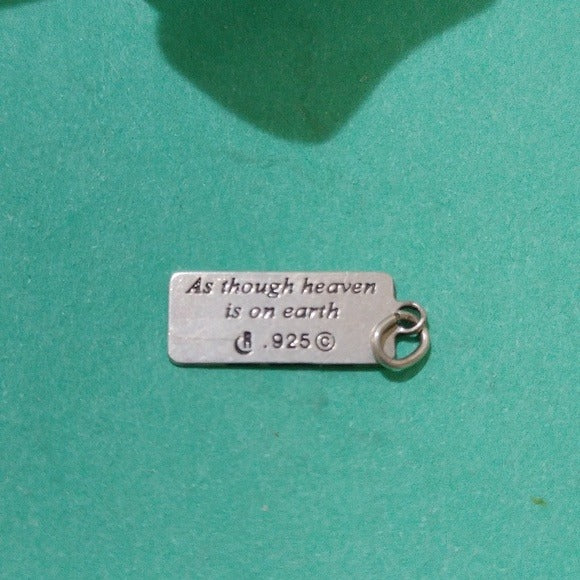 As though heaven
is on earth
R .925 ©